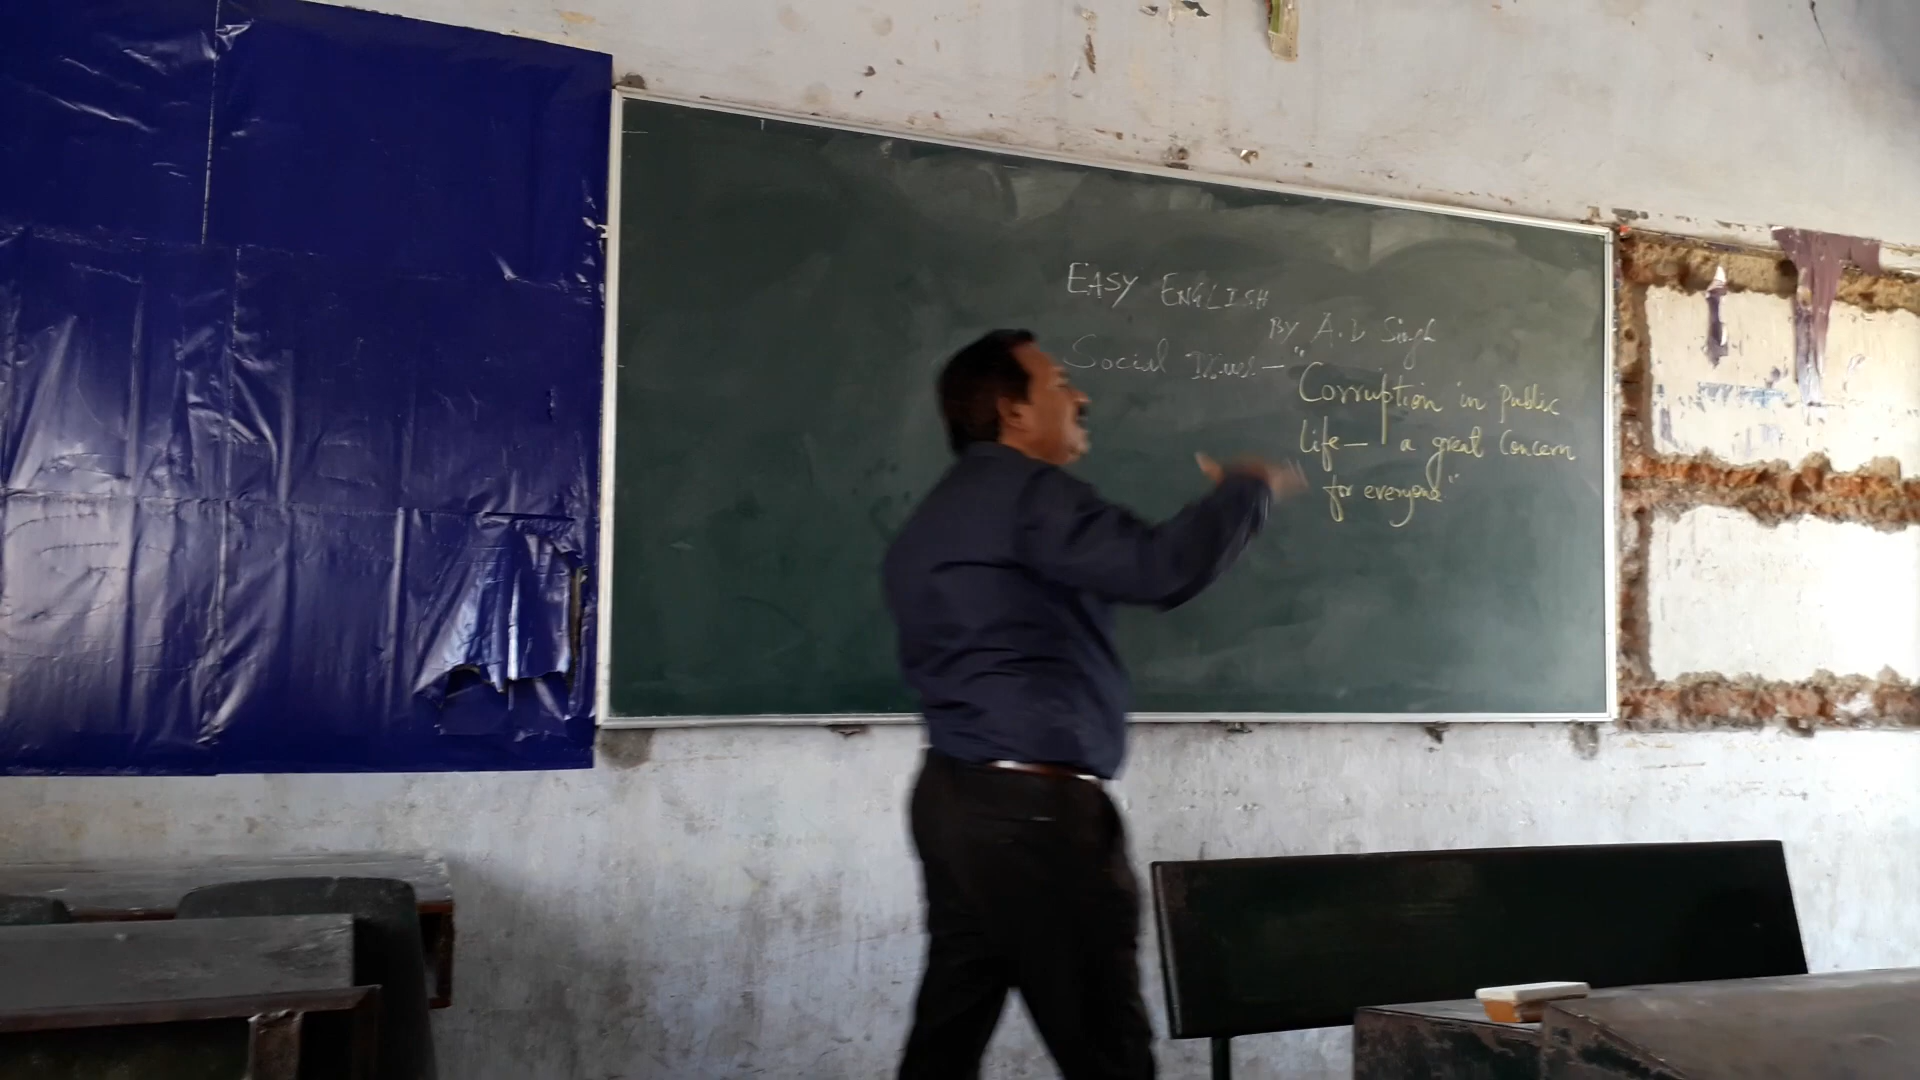 EASY ENGLISH
BY A.D Singh
Social Issues — "Corruption in Public
life — a great Concern
for everyone"